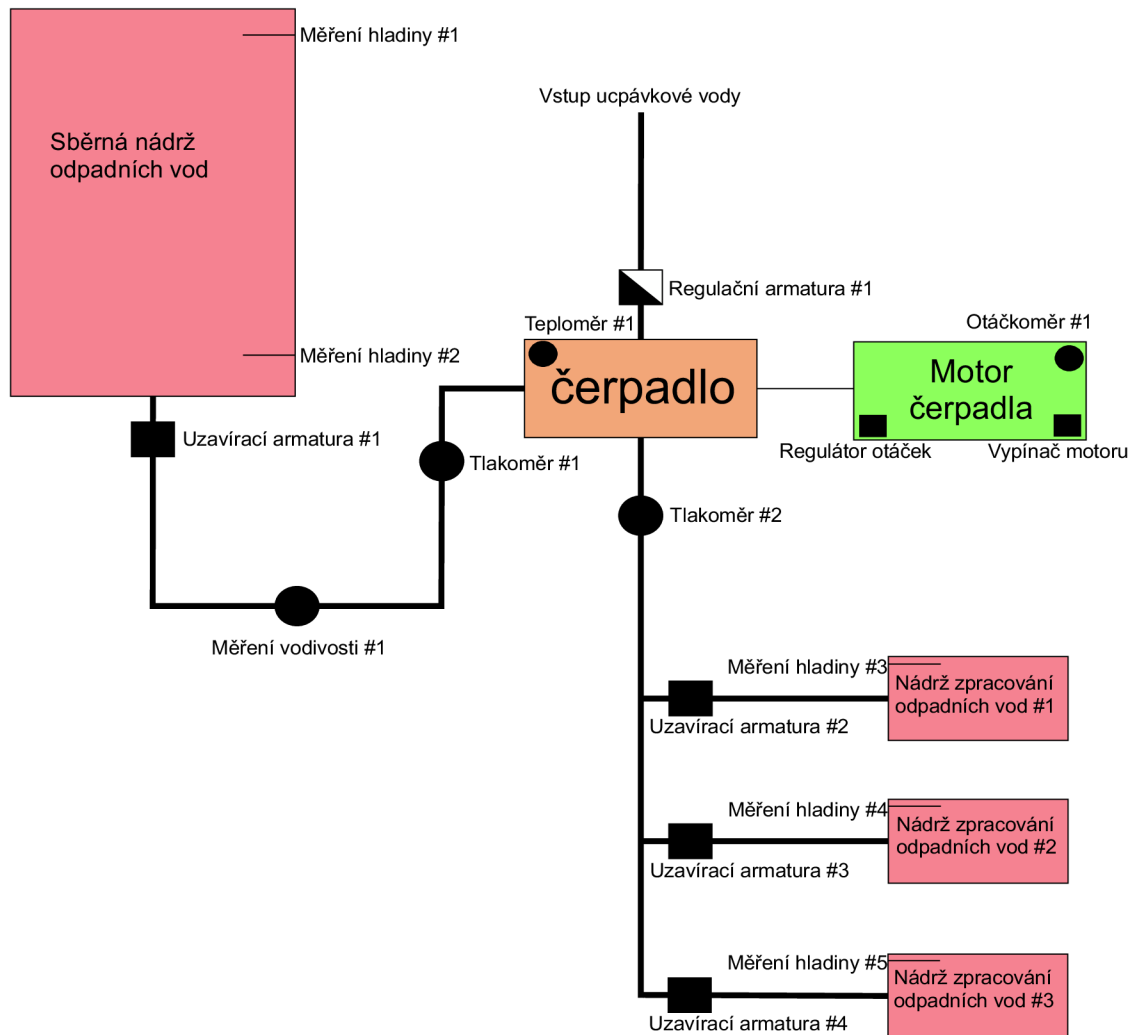 Měření hladiny #1
Vstup ucpávkové vody
Sběrná nádrž
odpadních vod
Regulační armatura #1
Teploměr #1
Otáčkoměr #1
Měření hladiny #2
čerpadlo
Motor
čerpadla
Uzavírací armatura #1
Regulátor otáček
Vypínač motoru
Tlakoměr #1
Tlakoměr #2
Měření vodivosti #1
Měření hladiny #3
Nádrž zpracování
odpadních vod #1
Uzavírací armatura #2
Měření hladiny #4
Nádrž zpracování
odpadních vod #2
Uzavírací armatura #3
Měření hladiny #5
Nádrž zpracování
odpadních vod #3
Uzavírací armatura #4